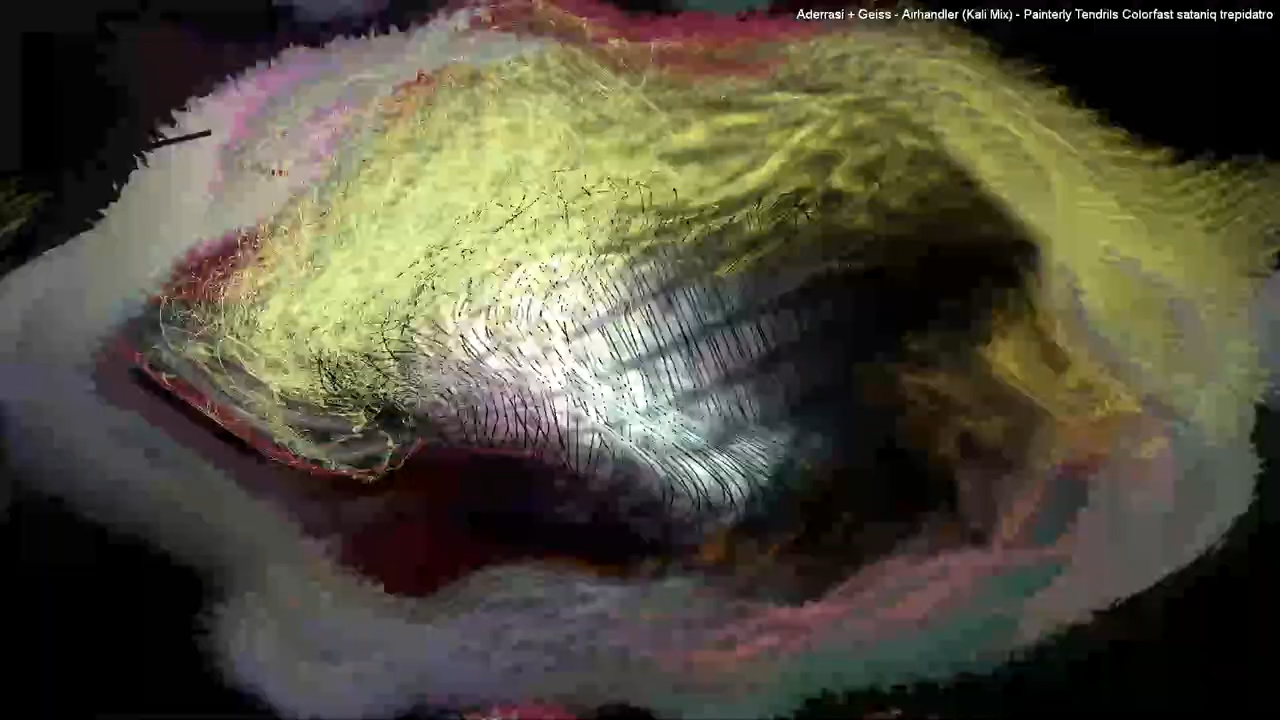 Aderrasi + Geiss - Airhandler (Kali Mix) - Painterly Tendrils Colorfast sataniq trepidatro